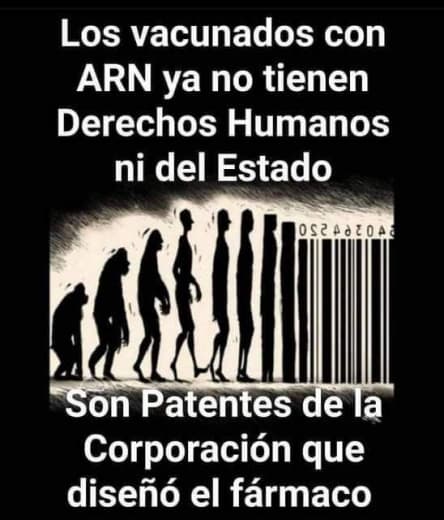 Los vacunados con
ARN ya no tienen
Derechos Humanos
ni del Estado
Son Patentes de la
Corporación que
diseñó el fármaco